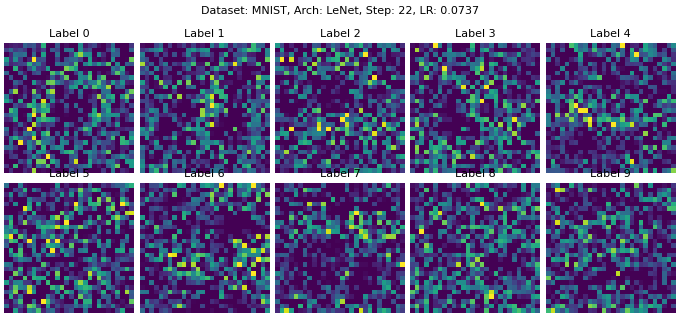 Dataset: MNIST, Arch: LeNet, Step: 22, LR: 0.0737
Label 0 Label 1 Label 2 Label 3 Label 4
Label 5 Label 6 Label 7 Label 8 Label 9